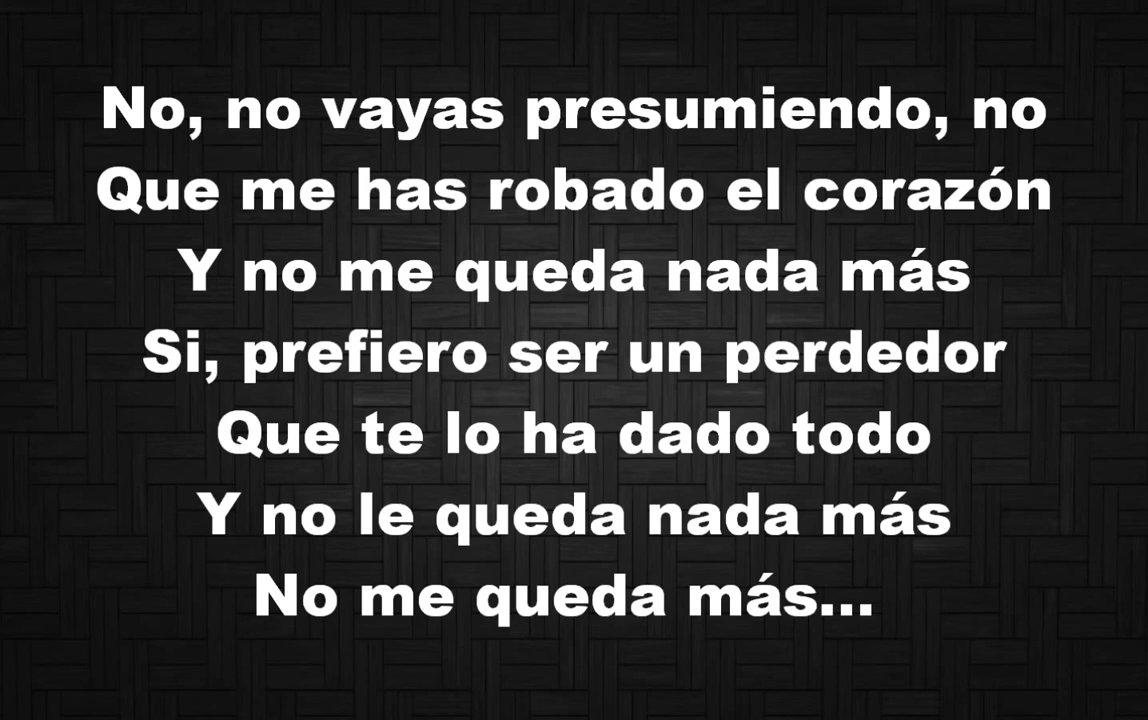 No, no vayas presumiendo, no
Que me has robado el corazón
Y no me queda nada más
Si, prefiero ser un perdedor
Que te lo ha dado todo
Y no le queda nada más
No me queda más...